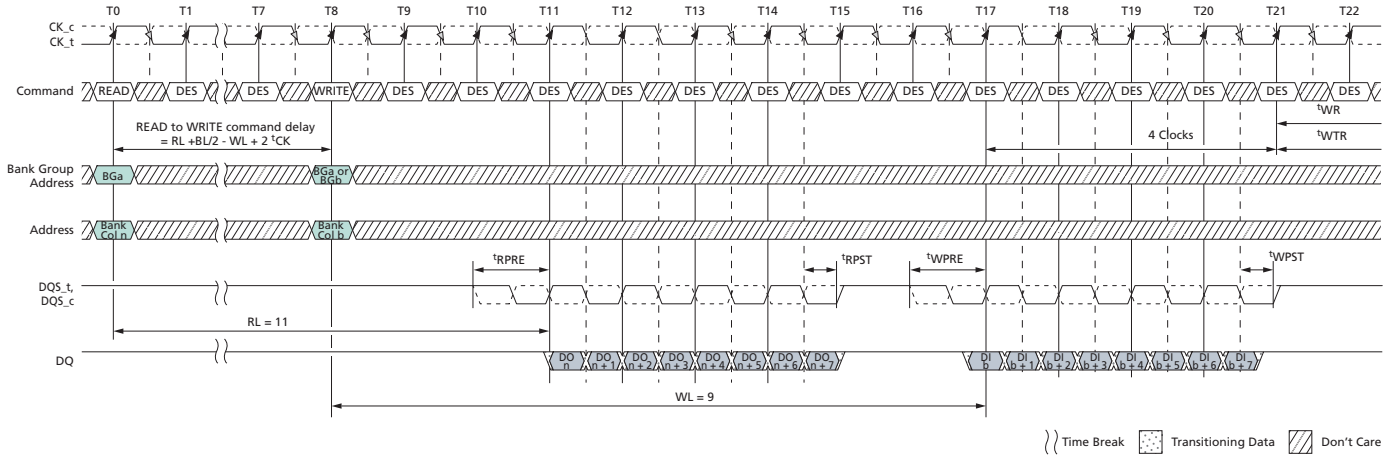 T0 T1 T7 T8 T9 T10 T11 T12 T13 T14 T15 T16 T17 T18 T19 T20 T21 T22
CK_c
CK_t
Command READ DES DES WRITE DES DES DES DES DES DES DES DES DES DES DES DES DES DES
READ to WRITE command delay
= RL +BL/2 - WL + 2 tCK
tWR
4 Clocks
tWTR
Bank Group
Address
BGa
BGa or
BGb
Address
Bank
Col n
Bank
Col b
tRPRE tRPST tWPRE tWPST
DQS_t,
DQS_c
RL = 11
DQ
DO
n
DO
n + 1
DO
n + 2
DO
n + 3
DO
n + 4
DO
n + 5
DO
n + 6
DO
n + 7
DI
b
DI
b + 1
DI
b + 2
DI
b + 3
DI
b + 4
DI
b + 5
DI
b + 6
DI
b + 7
WL = 9
Time Break Transitioning Data Don't Care